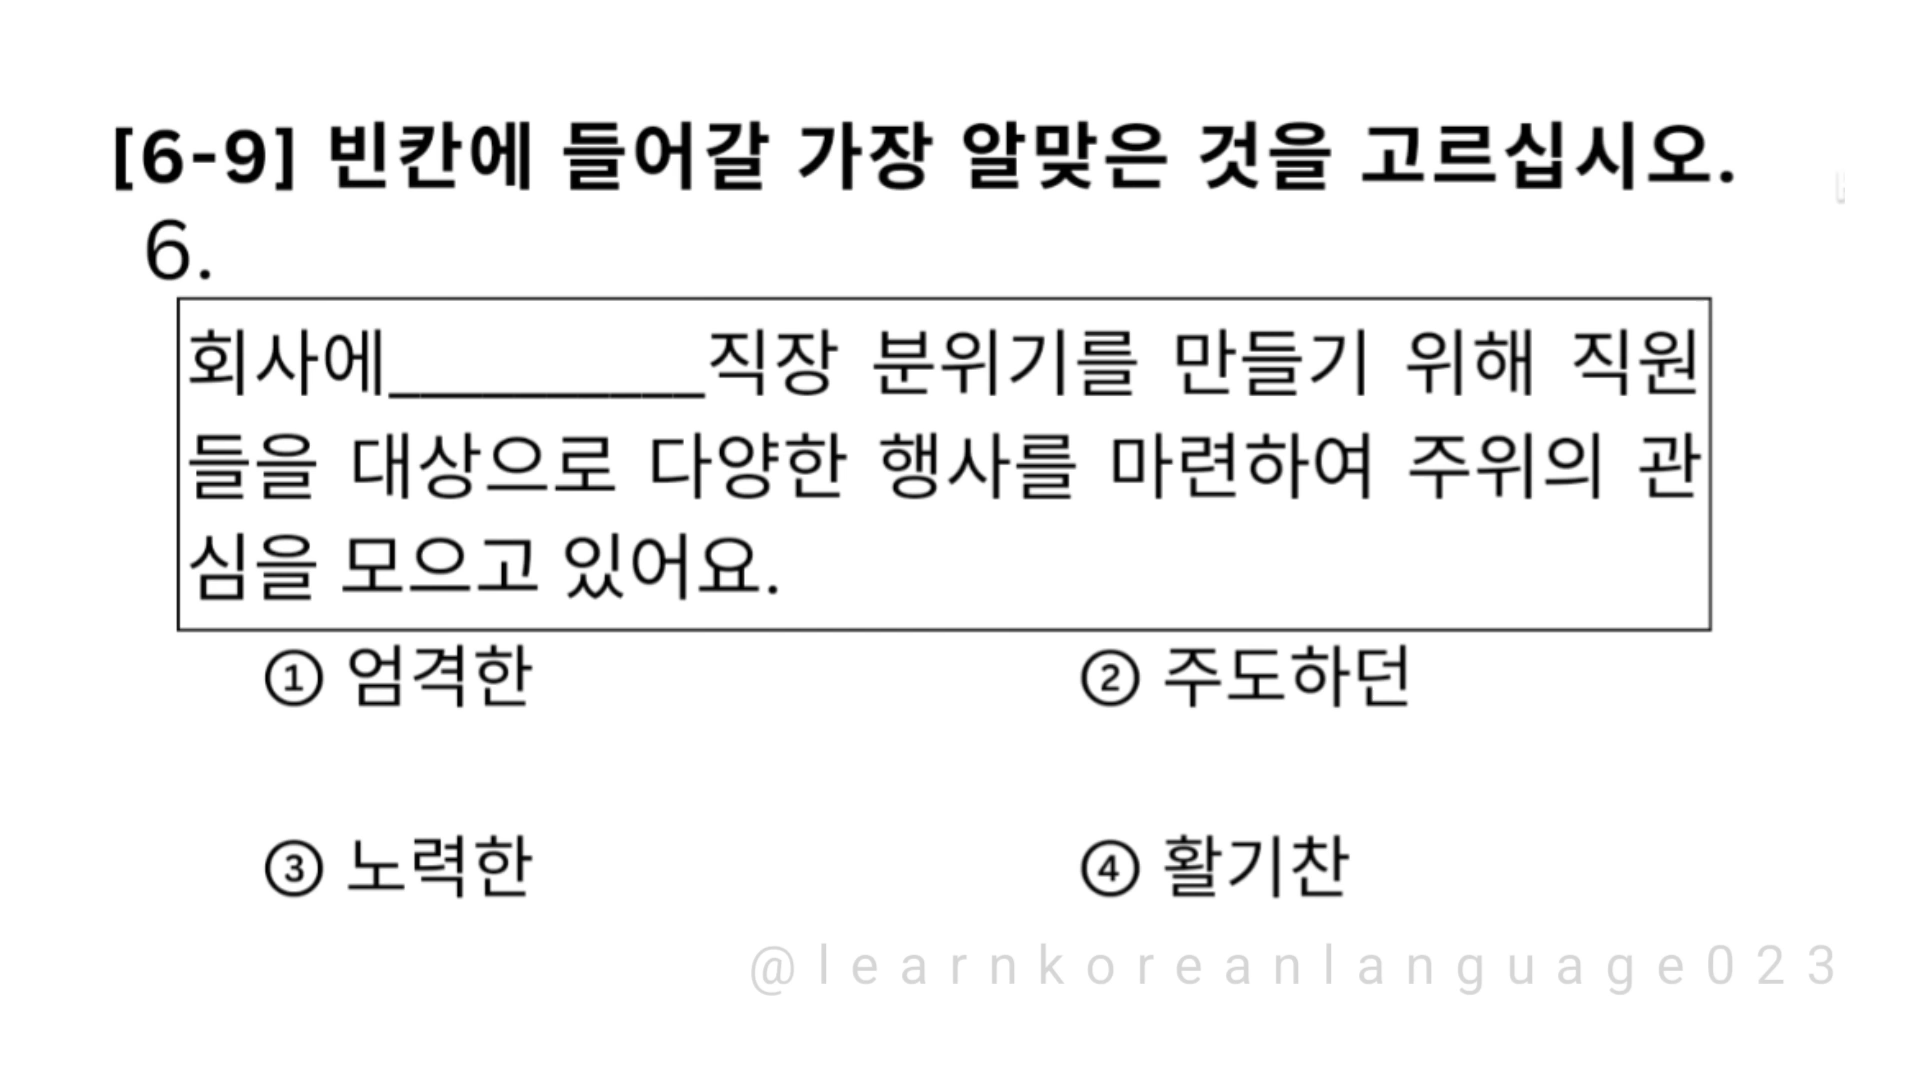 [6-9] 빈칸에 들어갈 가장 알맞은 것을 고르십시오.
6.
회사에__________직장 분위기를 만들기 위해 직원
들을 대상으로 다양한 행사를 마련하여 주위의 관
심을 모으고 있어요.
① 엄격한 ② 주도하던
③ 노력한 ④ 활기찬
@learnkoreanlanguage023